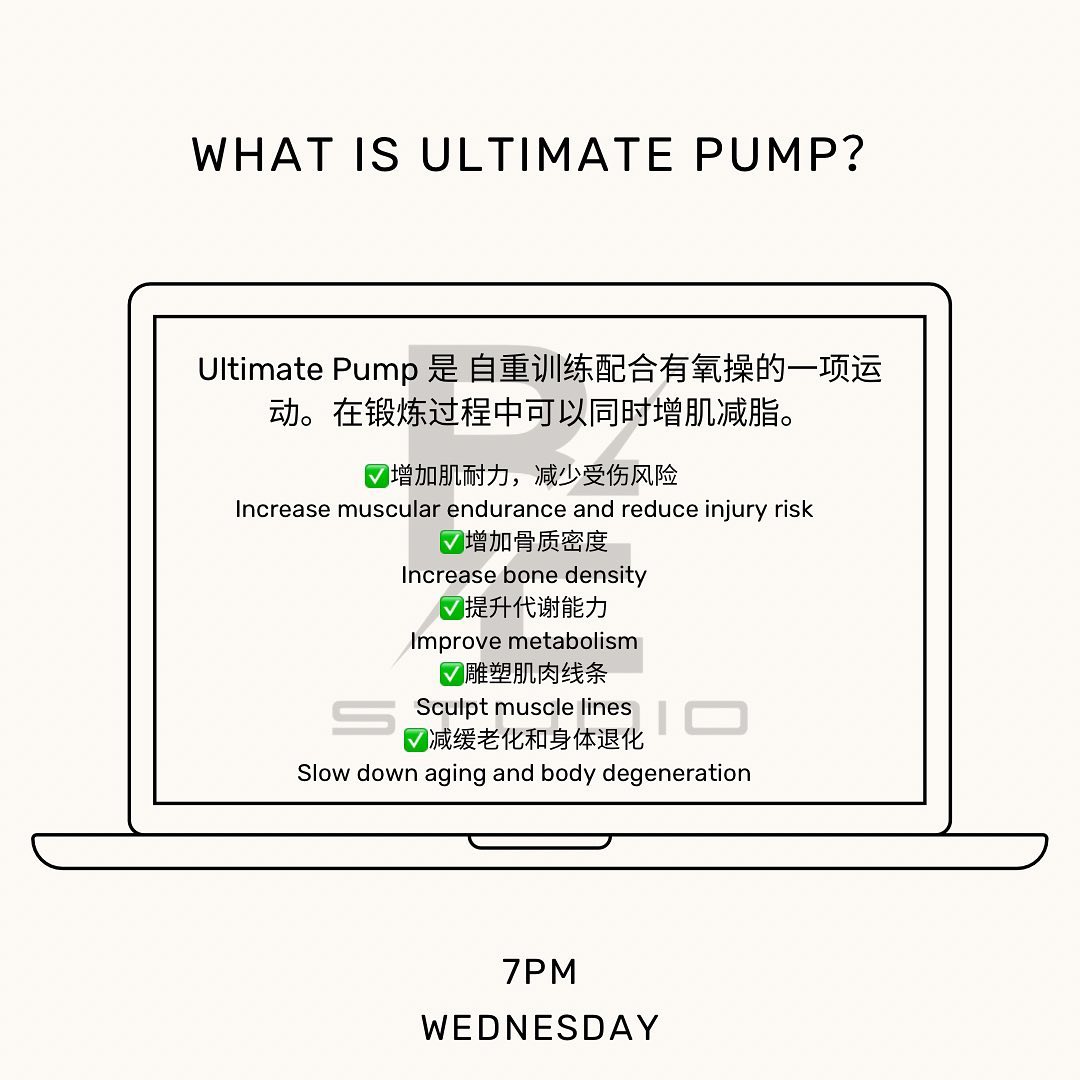 WHAT IS ULTIMATE PUMP?
Ultimate Pump 是 自重训练配合有氧操的一项运
动。在锻炼过程中可以同时增肌减脂。
✅增加肌耐力，减少受伤风险
Increase muscular endurance and reduce injury risk
✅增加骨质密度
Increase bone density
✅提升代谢能力
Improve metabolism
✅雕塑肌肉线条
Sculpt muscle lines
STUDIO
✅减缓老化和身体退化
Slow down aging and body degeneration
7PM
WEDNESDAY